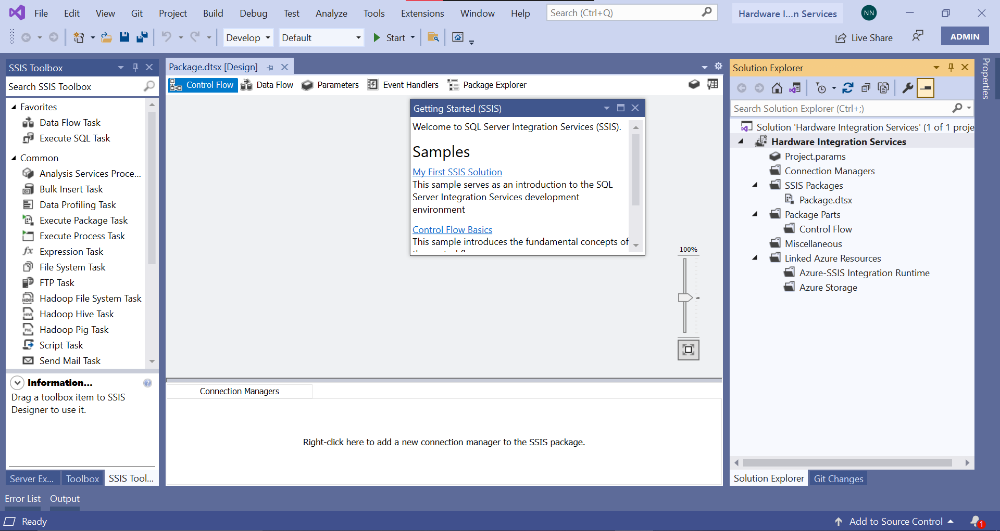 File Edit View Git Project Build Debug Test Analyze Tools Extensions Window Help Search (Ctrl+Q) Hardware I...n Services NN
Develop Default Start Live Share ADMIN
SSIS Toolbox
Search SSIS Toolbox
Favorites
Data Flow Task
Execute SQL Task
Common
Analysis Services Proce...
Bulk Insert Task
Data Profiling Task
Execute Package Task
Execute Process Task
fx Expression Task
File System Task
FTP Task
HDFS Hadoop File System Task
HIVE Hadoop Hive Task
PIG Hadoop Pig Task
Script Task
Send Mail Task
Information...
Drag a toolbox item to SSIS
Designer to use it.
Server Ex... Toolbox SSIS Tool...
Package.dtsx [Design]
Control Flow Data Flow Parameters Event Handlers Package Explorer
Getting Started (SSIS)
Welcome to SQL Server Integration Services (SSIS).
Samples
My First SSIS Solution
This sample serves as an introduction to the SQL
Server Integration Services development
environment
Control Flow Basics
This sample introduces the fundamental concepts of
100%
Connection Managers
Right-click here to add a new connection manager to the SSIS package.
Solution Explorer
Search Solution Explorer (Ctrl+;)
Solution 'Hardware Integration Services' (1 of 1 proje
Hardware Integration Services
Project.params
Connection Managers
SSIS Packages
Package.dtsx
Package Parts
Control Flow
Miscellaneous
Linked Azure Resources
Azure-SSIS Integration Runtime
Azure Storage
Solution Explorer Git Changes
Properties
Error List Output
Ready Add to Source Control 1